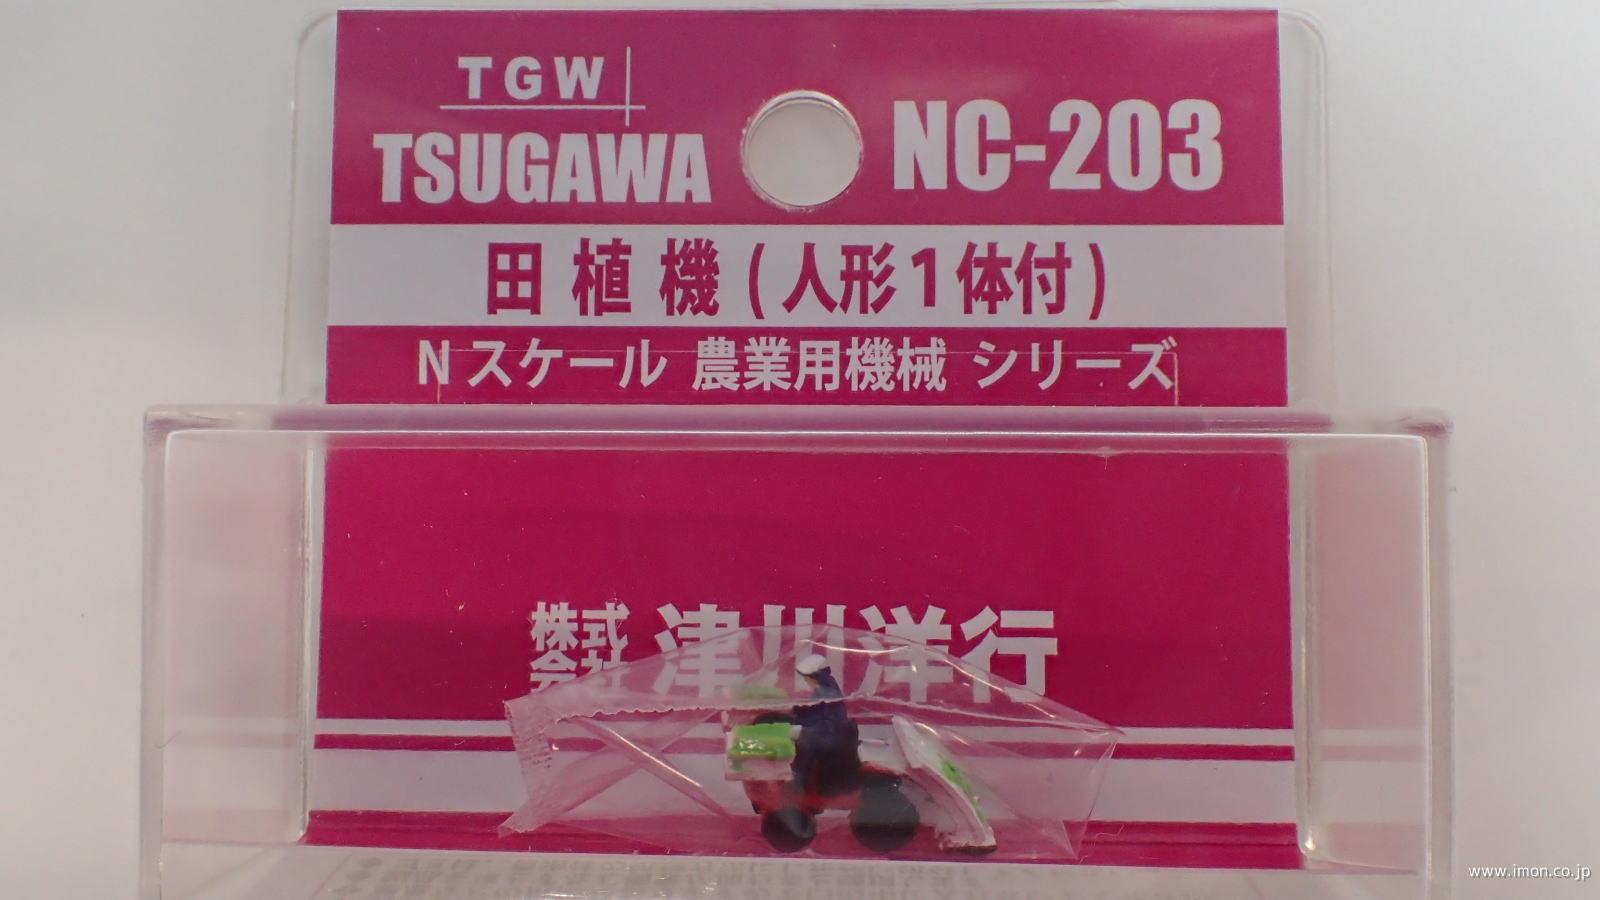 TGW
TSUGAWA
NC-203
田植機(人形1体付)
Nスケール 農業用機械 シリーズ
株式会社 津川洋行
www.imon.co.jp